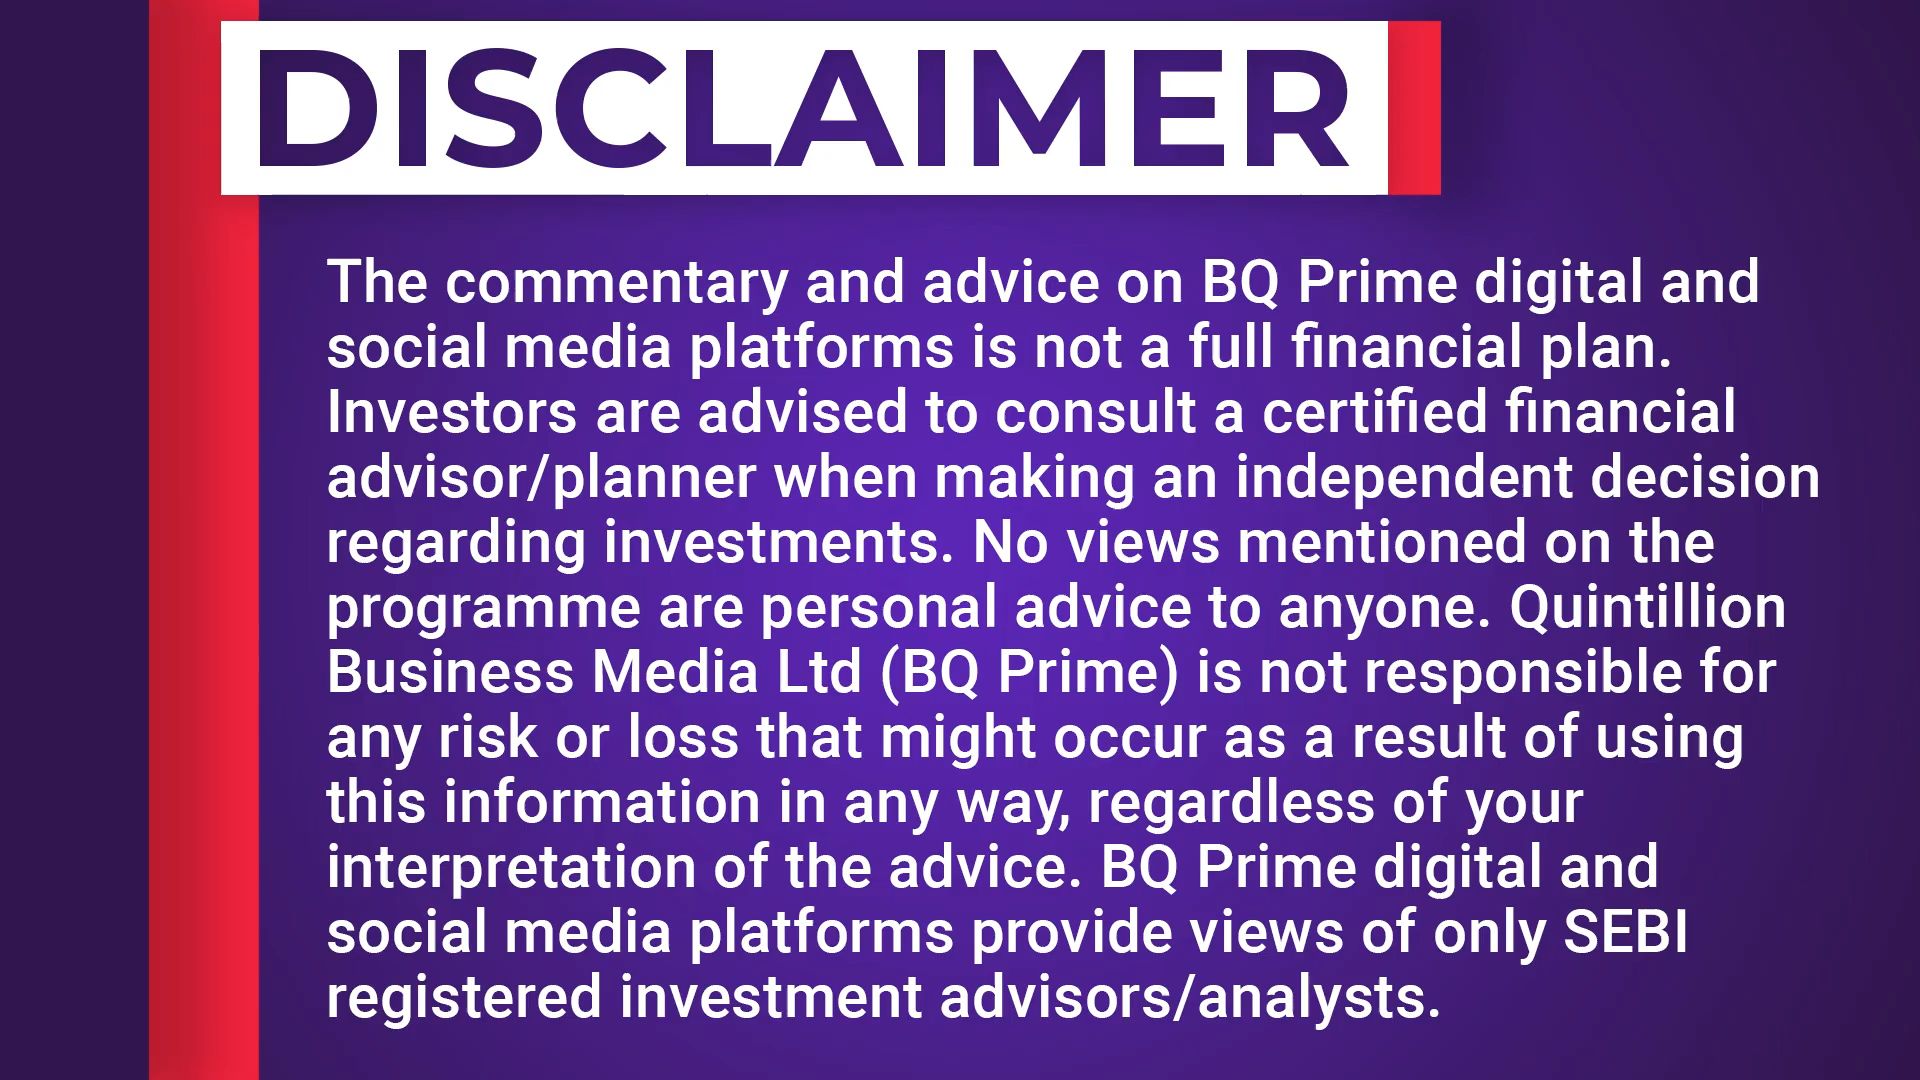 DISCLAIMER
The commentary and advice on BQ Prime digital and
social media platforms is not a full financial plan.
Investors are advised to consult a certified financial
advisor/planner when making an independent decision
regarding investments. No views mentioned on the
programme are personal advice to anyone. Quintillion
Business Media Ltd (BQ Prime) is not responsible for
any risk or loss that might occur as a result of using
this information in any way, regardless of your
interpretation of the advice. BQ Prime digital and
social media platforms provide views of only SEBI
registered investment advisors/analysts.